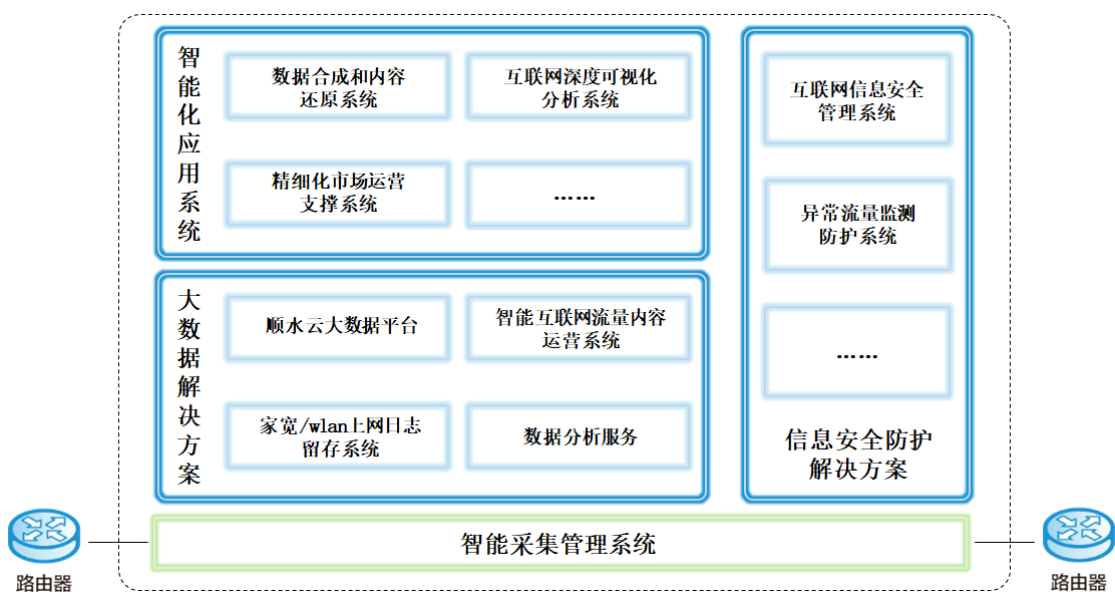 智能化应用系统
数据合成和内容
还原系统
互联网深度可视化
分析系统
精细化市场运营
支撑系统
……
大数据解决方案
顺水云大数据平台
智能互联网流量内容
运营系统
家宽/wlan上网日志
留存系统
数据分析服务
互联网信息安全
管理系统
异常流量监测
防护系统
……
信息安全防护
解决方案
智能采集管理系统
路由器
路由器